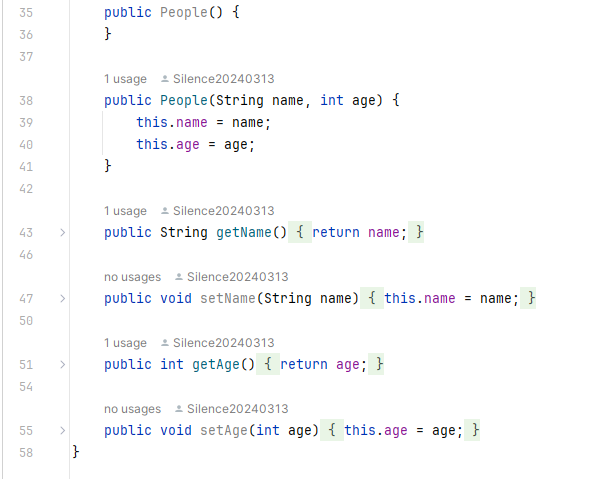 35 public People() {
36 }
37
1 usage Silence20240313
38 public People(String name, int age) {
39 this.name = name;
40 this.age = age;
41 }
42
1 usage Silence20240313
43 public String getName() { return name; }
46
no usages Silence20240313
47 public void setName(String name) { this.name = name; }
50
1 usage Silence20240313
51 public int getAge() { return age; }
54
no usages Silence20240313
55 public void setAge(int age) { this.age = age; }
58 }